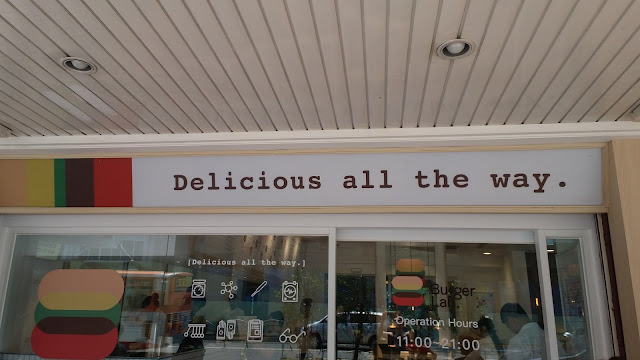 Delicious all the way.
[Delicious all the way.]
Burger
Lab
Operation Hours
11:00~21:00